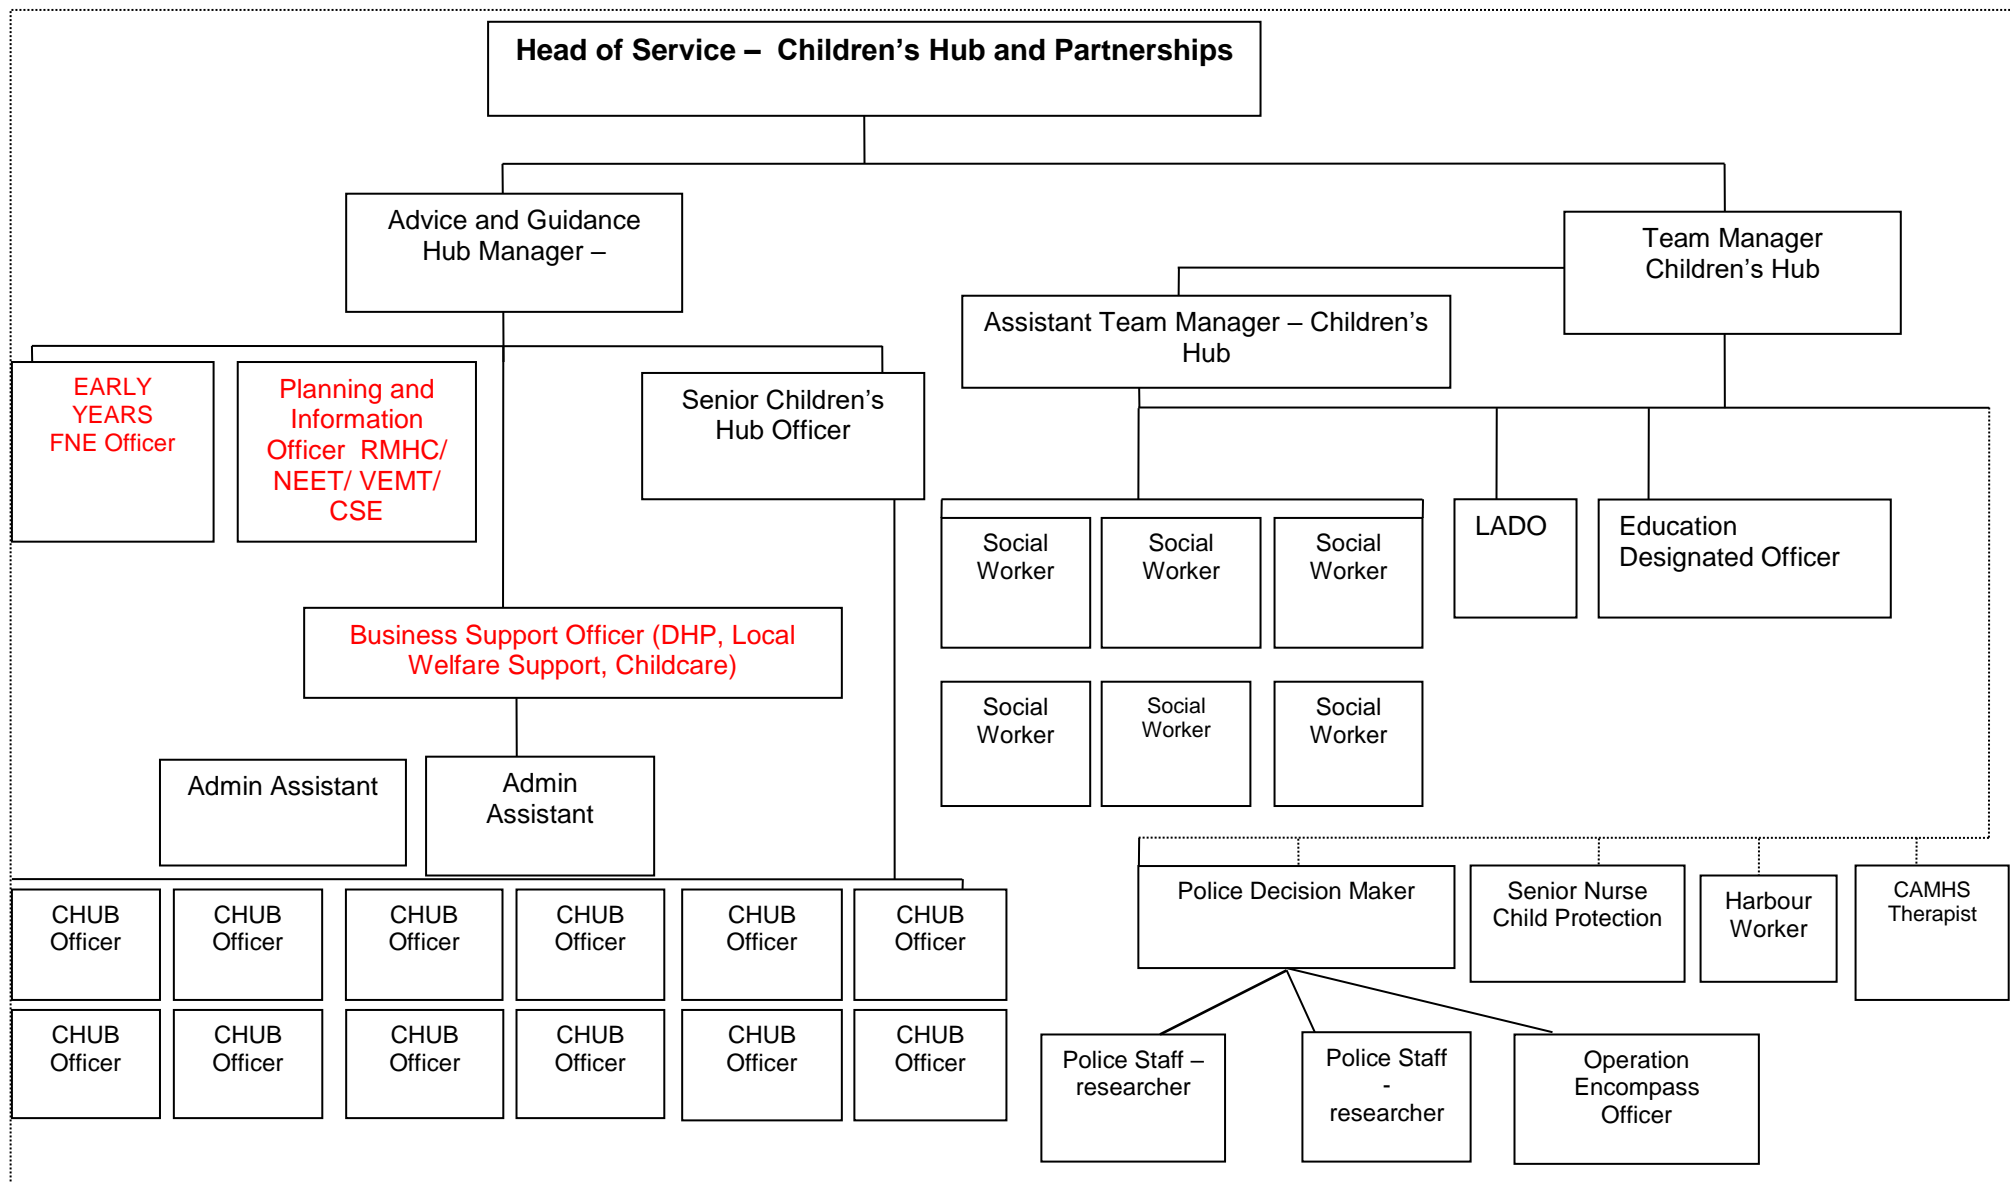 Head of Service – Children’s Hub and Partnerships
Advice and Guidance
Hub Manager –
Team Manager
Children’s Hub
Assistant Team Manager – Children’s
Hub
EARLY
YEARS
FNE Officer
Planning and
Information
Officer RMHC/
NEET/ VEMT/
CSE
Senior Children’s
Hub Officer
Social
Worker
Social
Worker
Social
Worker
LADO
Education
Designated Officer
Business Support Officer (DHP, Local
Welfare Support, Childcare)
Social
Worker
Social
Worker
Social
Worker
Admin Assistant
Admin
Assistant
Police Decision Maker
Senior Nurse
Child Protection
Harbour
Worker
CAMHS
Therapist
CHUB
Officer
CHUB
Officer
CHUB
Officer
CHUB
Officer
CHUB
Officer
CHUB
Officer
CHUB
Officer
CHUB
Officer
CHUB
Officer
CHUB
Officer
CHUB
Officer
CHUB
Officer
Police Staff –
researcher
Police Staff
-
researcher
Operation
Encompass
Officer